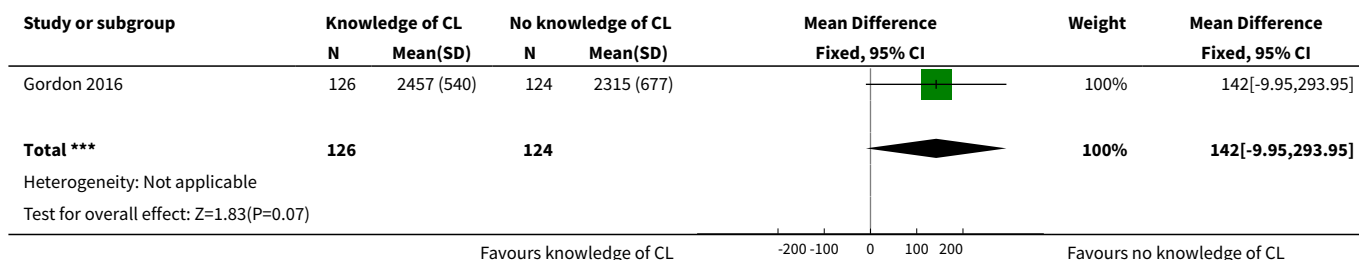 Study or subgroup Knowledge of CL No knowledge of CL Mean Difference Weight Mean Difference
N Mean(SD) N Mean(SD) Fixed, 95% CI Fixed, 95% CI
Gordon 2016 126 2457 (540) 124 2315 (677) 100% 142[-9.95,293.95]
Total *** 126 124 100% 142[-9.95,293.95]
Heterogeneity: Not applicable
Test for overall effect: Z=1.83(P=0.07)
Favours knowledge of CL -200 -100 0 100 200 Favours no knowledge of CL